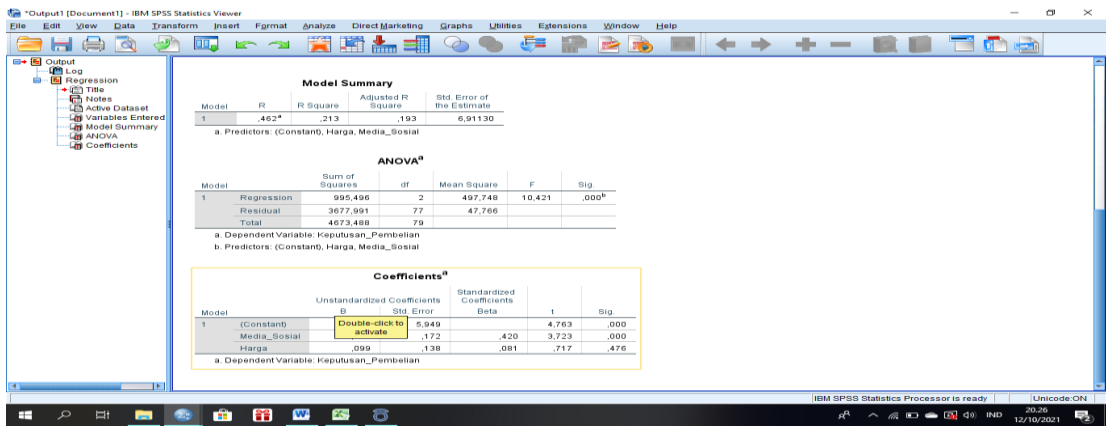 *Output1 [Document1] - IBM SPSS Statistics Viewer
File Edit View Data Transform Insert Format Analyze Direct Marketing Graphs Utilities Extensions Window Help
Output
Log
Regression
Title
Notes
Active Dataset
Variables Entered
Model Summary
ANOVA
Coefficients
Model Summary
Model R R Square Adjusted R Square Std. Error of the Estimate
1 ,462a ,213 ,193 6,91130
a. Predictors: (Constant), Harga, Media_Sosial
ANOVAa
Model Sum of Squares df Mean Square F Sig.
1 Regression 995,496 2 497,748 10,421 ,000b
Residual 3677,991 77 47,766
Total 4673,488 79
a. Dependent Variable: Keputusan_Pembelian
b. Predictors: (Constant), Harga, Media_Sosial
Coefficientsa
Unstandardized Coefficients Standardized Coefficients
Model B Std. Error Beta t Sig.
1 (Constant) 5,949 4,763 ,000
Media_Sosial ,172 ,420 3,723 ,000
Harga ,099 ,138 ,081 ,717 ,476
Double-click to activate
a. Dependent Variable: Keputusan_Pembelian
IBM SPSS Statistics Processor is ready Unicode:ON
IND 20.26
12/10/2021